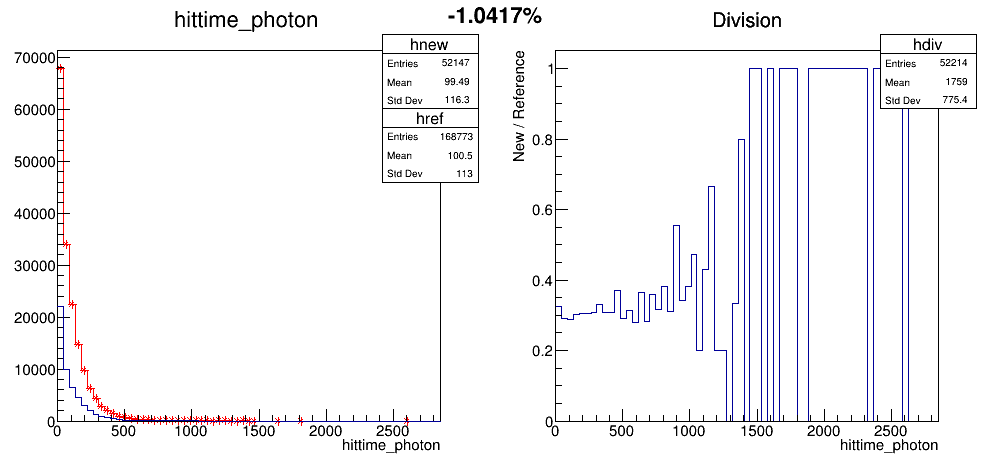 hittime_photon
-1.0417%
Division
hnew
Entries 52147
Mean 99.49
Std Dev 116.3
href
Entries 168773
Mean 100.5
Std Dev 113
70000
60000
50000
40000
30000
20000
10000
0
0 500 1000 1500 2000 2500
hittime_photon
hdiv
Entries 52214
Mean 1759
Std Dev 775.4
New / Reference
1
0.8
0.6
0.4
0.2
0
0 500 1000 1500 2000 2500
hittime_photon